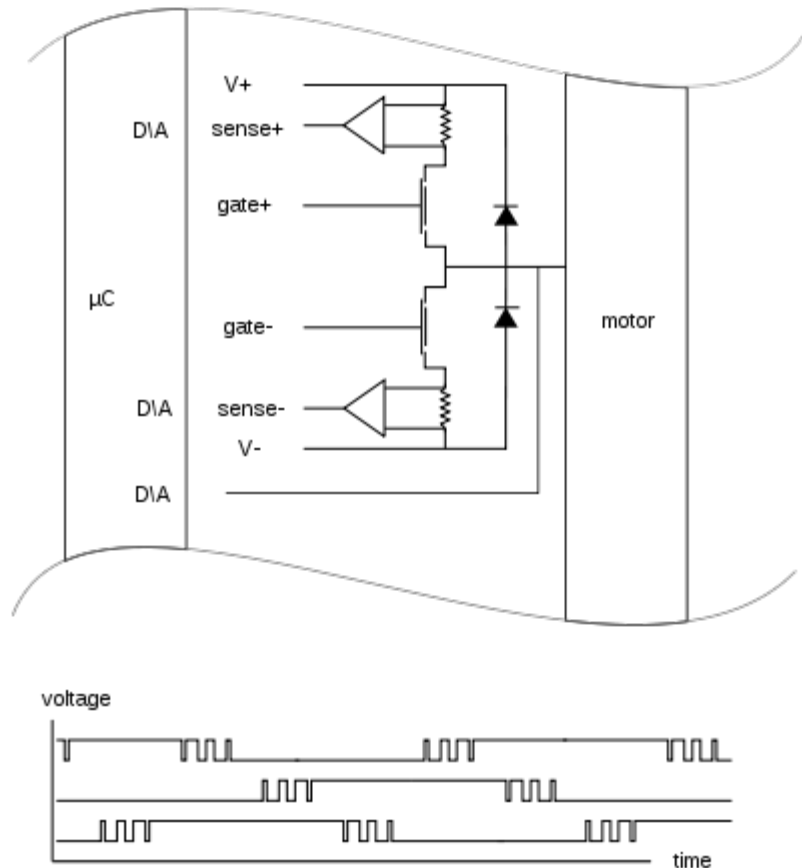 V+
D\A
sense+
gate+
µC
motor
gate-
D\A
sense-
V-
D\A
voltage
time